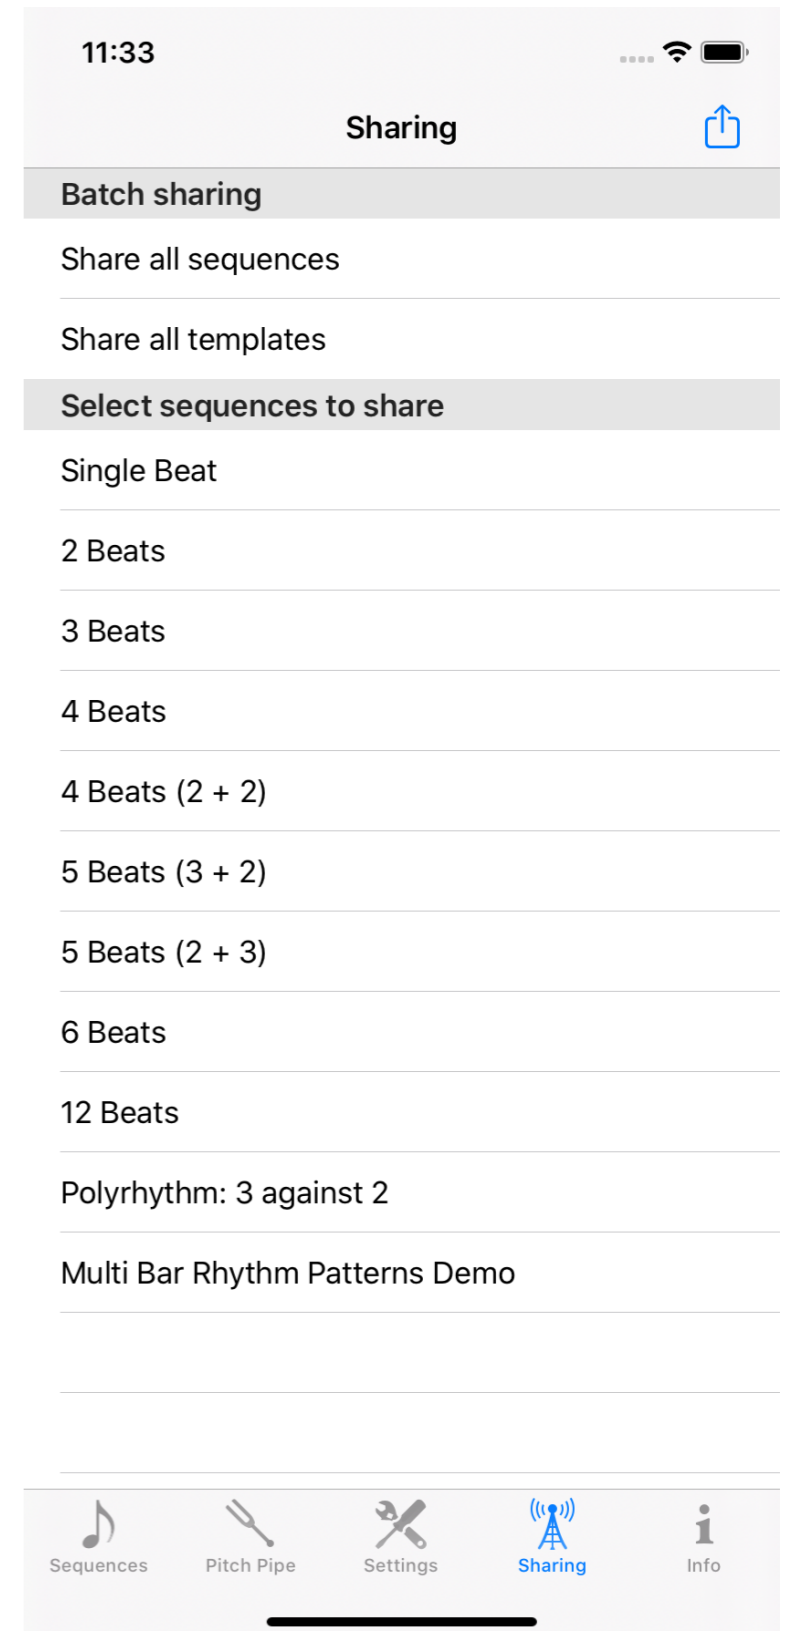 11:33
Sharing
Batch sharing
Share all sequences
Share all templates
Select sequences to share
Single Beat
2 Beats
3 Beats
4 Beats
4 Beats (2 + 2)
5 Beats (3 + 2)
5 Beats (2 + 3)
6 Beats
12 Beats
Polyrhythm: 3 against 2
Multi Bar Rhythm Patterns Demo
Sequences Pitch Pipe Settings Sharing Info